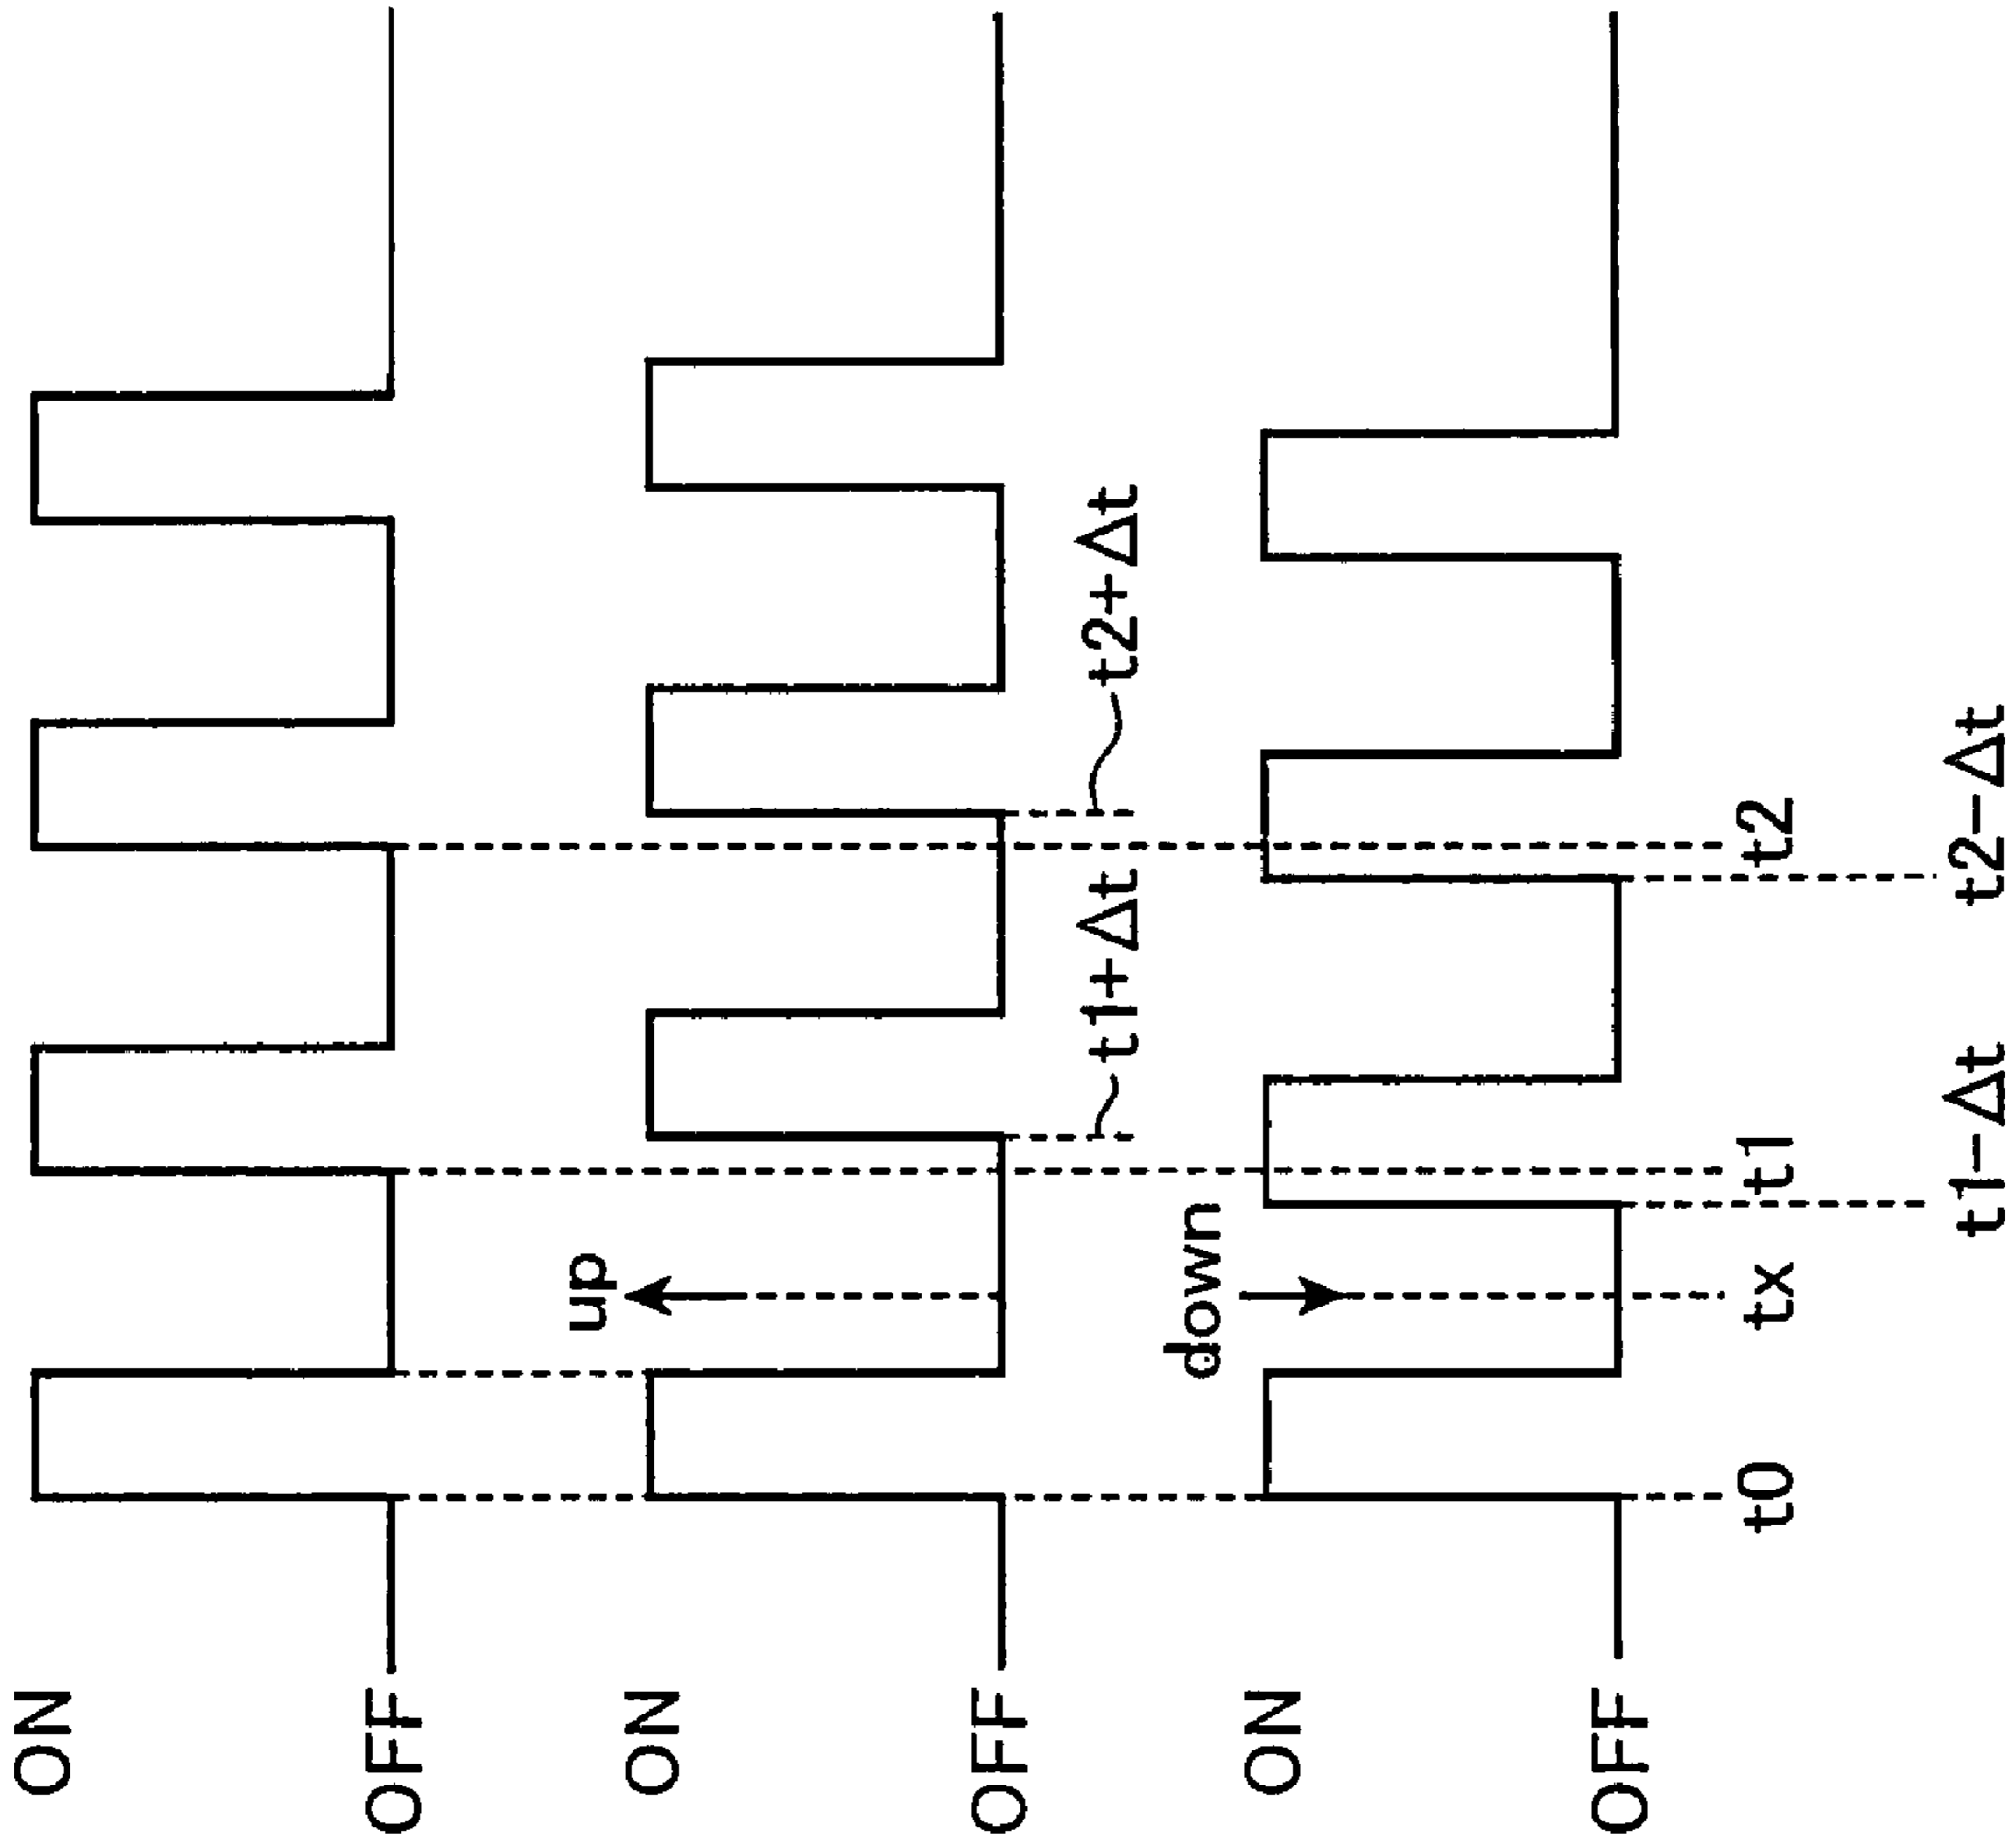 ON
OFF
ON
up
OFF
t1+Δt
t2+Δt
ON
down
OFF
t0
tx
t1
t2
t1-Δt
t2-Δt